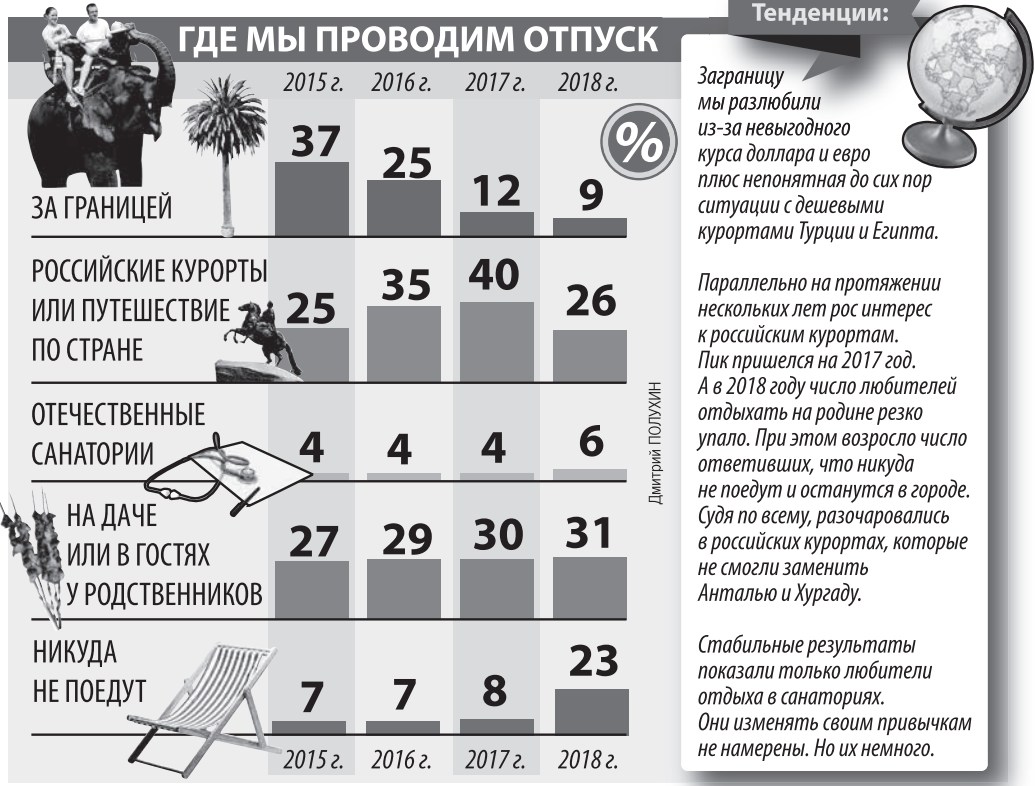 ГДЕ МЫ ПРОВОДИМ ОТПУСК
2015 г. 2016 г. 2017 г. 2018 г.
%
37 25 12 9
ЗА ГРАНИЦЕЙ
РОССИЙСКИЕ КУРОРТЫ
ИЛИ ПУТЕШЕСТВИЕ
ПО СТРАНЕ
25 35 40 26
ОТЕЧЕСТВЕННЫЕ
САНАТОРИИ
4 4 4 6
НА ДАЧЕ
ИЛИ В ГОСТЯХ
У РОДСТВЕННИКОВ
27 29 30 31
НИКУДА
НЕ ПОЕДУТ
7 7 8 23
2015 г. 2016 г. 2017 г. 2018 г.
Дмитрий ПОЛУХИН
Тенденции:
Заграницу
мы разлюбили
из-за невыгодного
курса доллара и евро
плюс непонятная до сих пор
ситуации с дешевыми
курортами Турции и Египта.
Параллельно на протяжении
нескольких лет рос интерес
к российским курортам.
Пик пришелся на 2017 год.
А в 2018 году число любителей
отдыхать на родине резко
упало. При этом возросло число
ответивших, что никуда
не поедут и останутся в городе.
Судя по всему, разочаровались
в российских курортах, которые
не смогли заменить
Анталью и Хургаду.
Стабильные результаты
показали только любители
отдыха в санаториях.
Они изменять своим привычкам
не намерены. Но их немного.